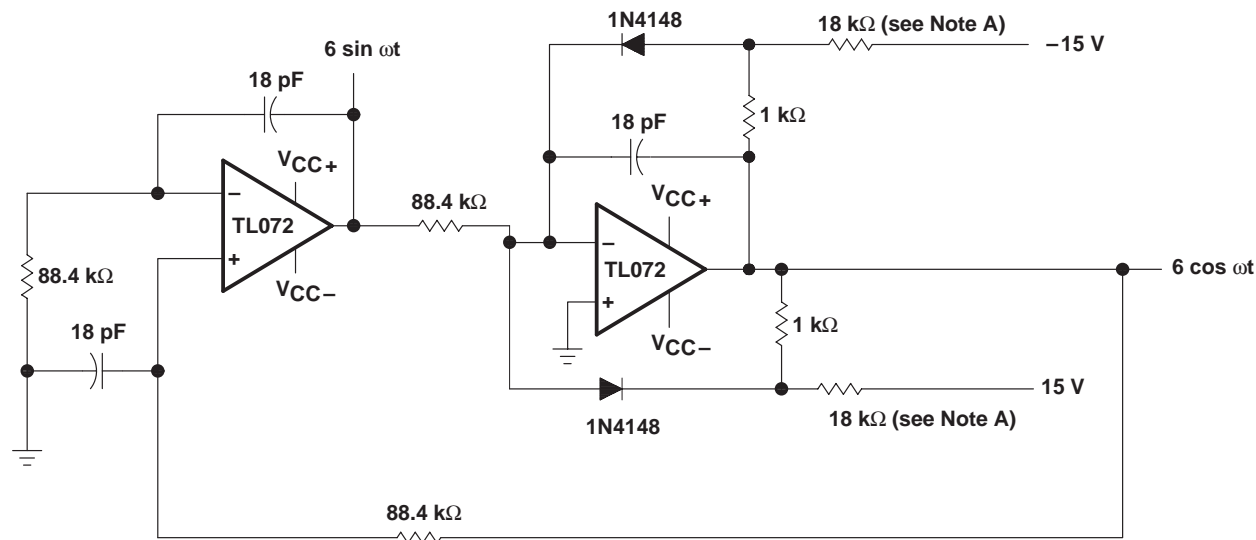 1N4148
18 kΩ (see Note A)
−15 V
6 sin ωt
18 pF
1 kΩ
18 pF
VCC+
−
TL072
+
VCC−
88.4 kΩ
88.4 kΩ
VCC+
−
TL072
+
VCC−
6 cos ωt
18 pF
1 kΩ
15 V
1N4148
18 kΩ (see Note A)
88.4 kΩ